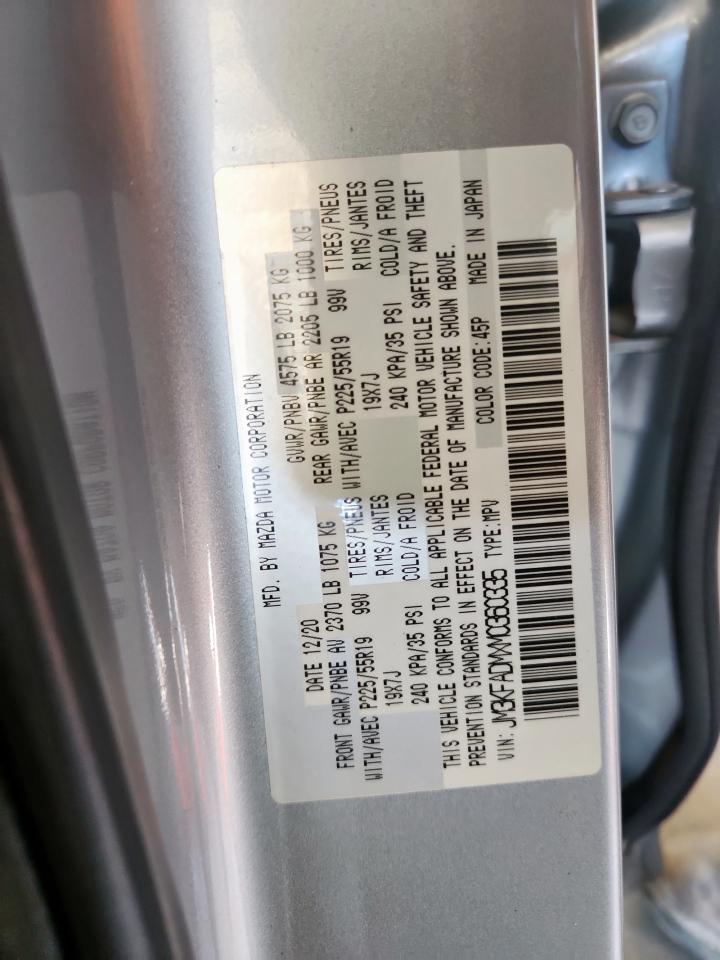 MFD. BY MAZDA MOTOR CORPORATION
DATE 12/20 GVWR/PNBV 4575 LB 2075 KG
FRONT GAWR/PNBE AV 2370 LB 1075 KG REAR GAWR/PNBE AR 2205 LB 1000 KG
WITH/AVEC P225/55R19 99V TIRES/PNEUS WITH/AVEC P225/55R19 99V TIRES/PNEUS
19X7J RIMS/JANTES 19X7J RIMS/JANTES
240 KPA/35 PSI COLD/A FROID 240 KPA/35 PSI COLD/A FROID
THIS VEHICLE CONFORMS TO ALL APPLICABLE FEDERAL MOTOR VEHICLE SAFETY AND THEFT
PREVENTION STANDARDS IN EFFECT ON THE DATE OF MANUFACTURE SHOWN ABOVE.
VIN: JM3KFADMXM0360335 TYPE:MPV COLOR CODE:45P MADE IN JAPAN